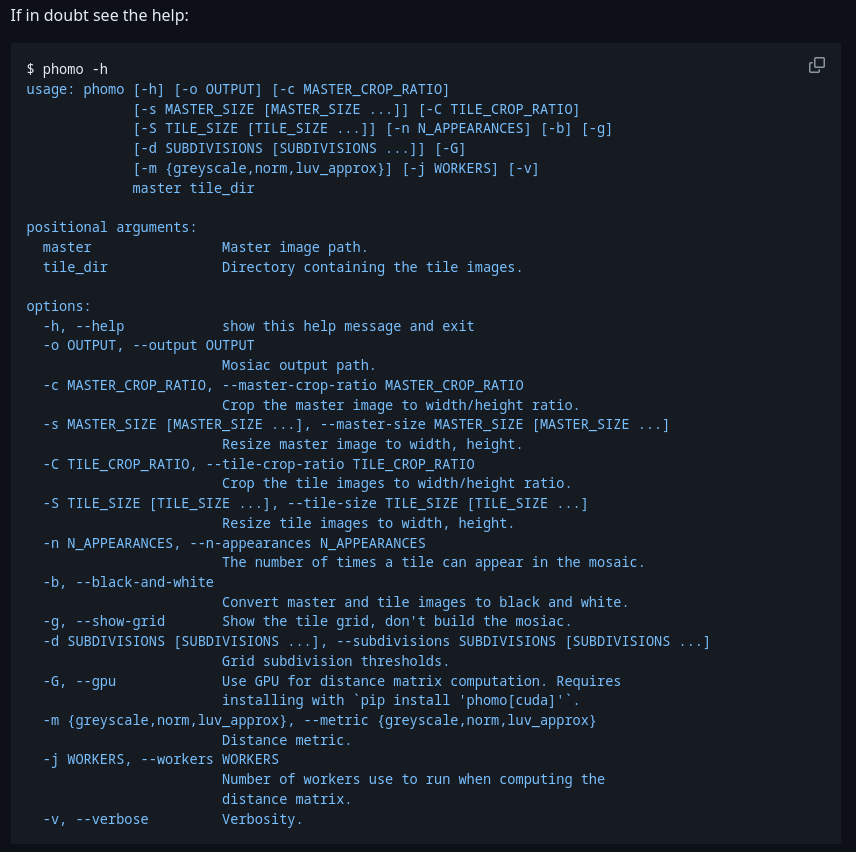 If in doubt see the help:
$ phomo -h
usage: phomo [-h] [-o OUTPUT] [-c MASTER_CROP_RATIO]
[-s MASTER_SIZE [MASTER_SIZE ...]] [-C TILE_CROP_RATIO]
[-S TILE_SIZE [TILE_SIZE ...]] [-n N_APPEARANCES] [-b] [-g]
[-d SUBDIVISIONS [SUBDIVISIONS ...]] [-G]
[-m {greyscale,norm,luv_approx}] [-j WORKERS] [-v]
master tile_dir
positional arguments:
master Master image path.
tile_dir Directory containing the tile images.
options:
-h, --help show this help message and exit
-o OUTPUT, --output OUTPUT
Mosiac output path.
-c MASTER_CROP_RATIO, --master-crop-ratio MASTER_CROP_RATIO
Crop the master image to width/height ratio.
-s MASTER_SIZE [MASTER_SIZE ...], --master-size MASTER_SIZE [MASTER_SIZE ...]
Resize master image to width, height.
-C TILE_CROP_RATIO, --tile-crop-ratio TILE_CROP_RATIO
Crop the tile images to width/height ratio.
-S TILE_SIZE [TILE_SIZE ...], --tile-size TILE_SIZE [TILE_SIZE ...]
Resize tile images to width, height.
-n N_APPEARANCES, --n-appearances N_APPEARANCES
The number of times a tile can appear in the mosaic.
-b, --black-and-white
Convert master and tile images to black and white.
-g, --show-grid Show the tile grid, don't build the mosiac.
-d SUBDIVISIONS [SUBDIVISIONS ...], --subdivisions SUBDIVISIONS [SUBDIVISIONS ...]
Grid subdivision thresholds.
-G, --gpu Use GPU for distance matrix computation. Requires
installing with `pip install 'phomo[cuda]'`.
-m {greyscale,norm,luv_approx}, --metric {greyscale,norm,luv_approx}
Distance metric.
-j WORKERS, --workers WORKERS
Number of workers use to run when computing the
distance matrix.
-v, --verbose Verbosity.